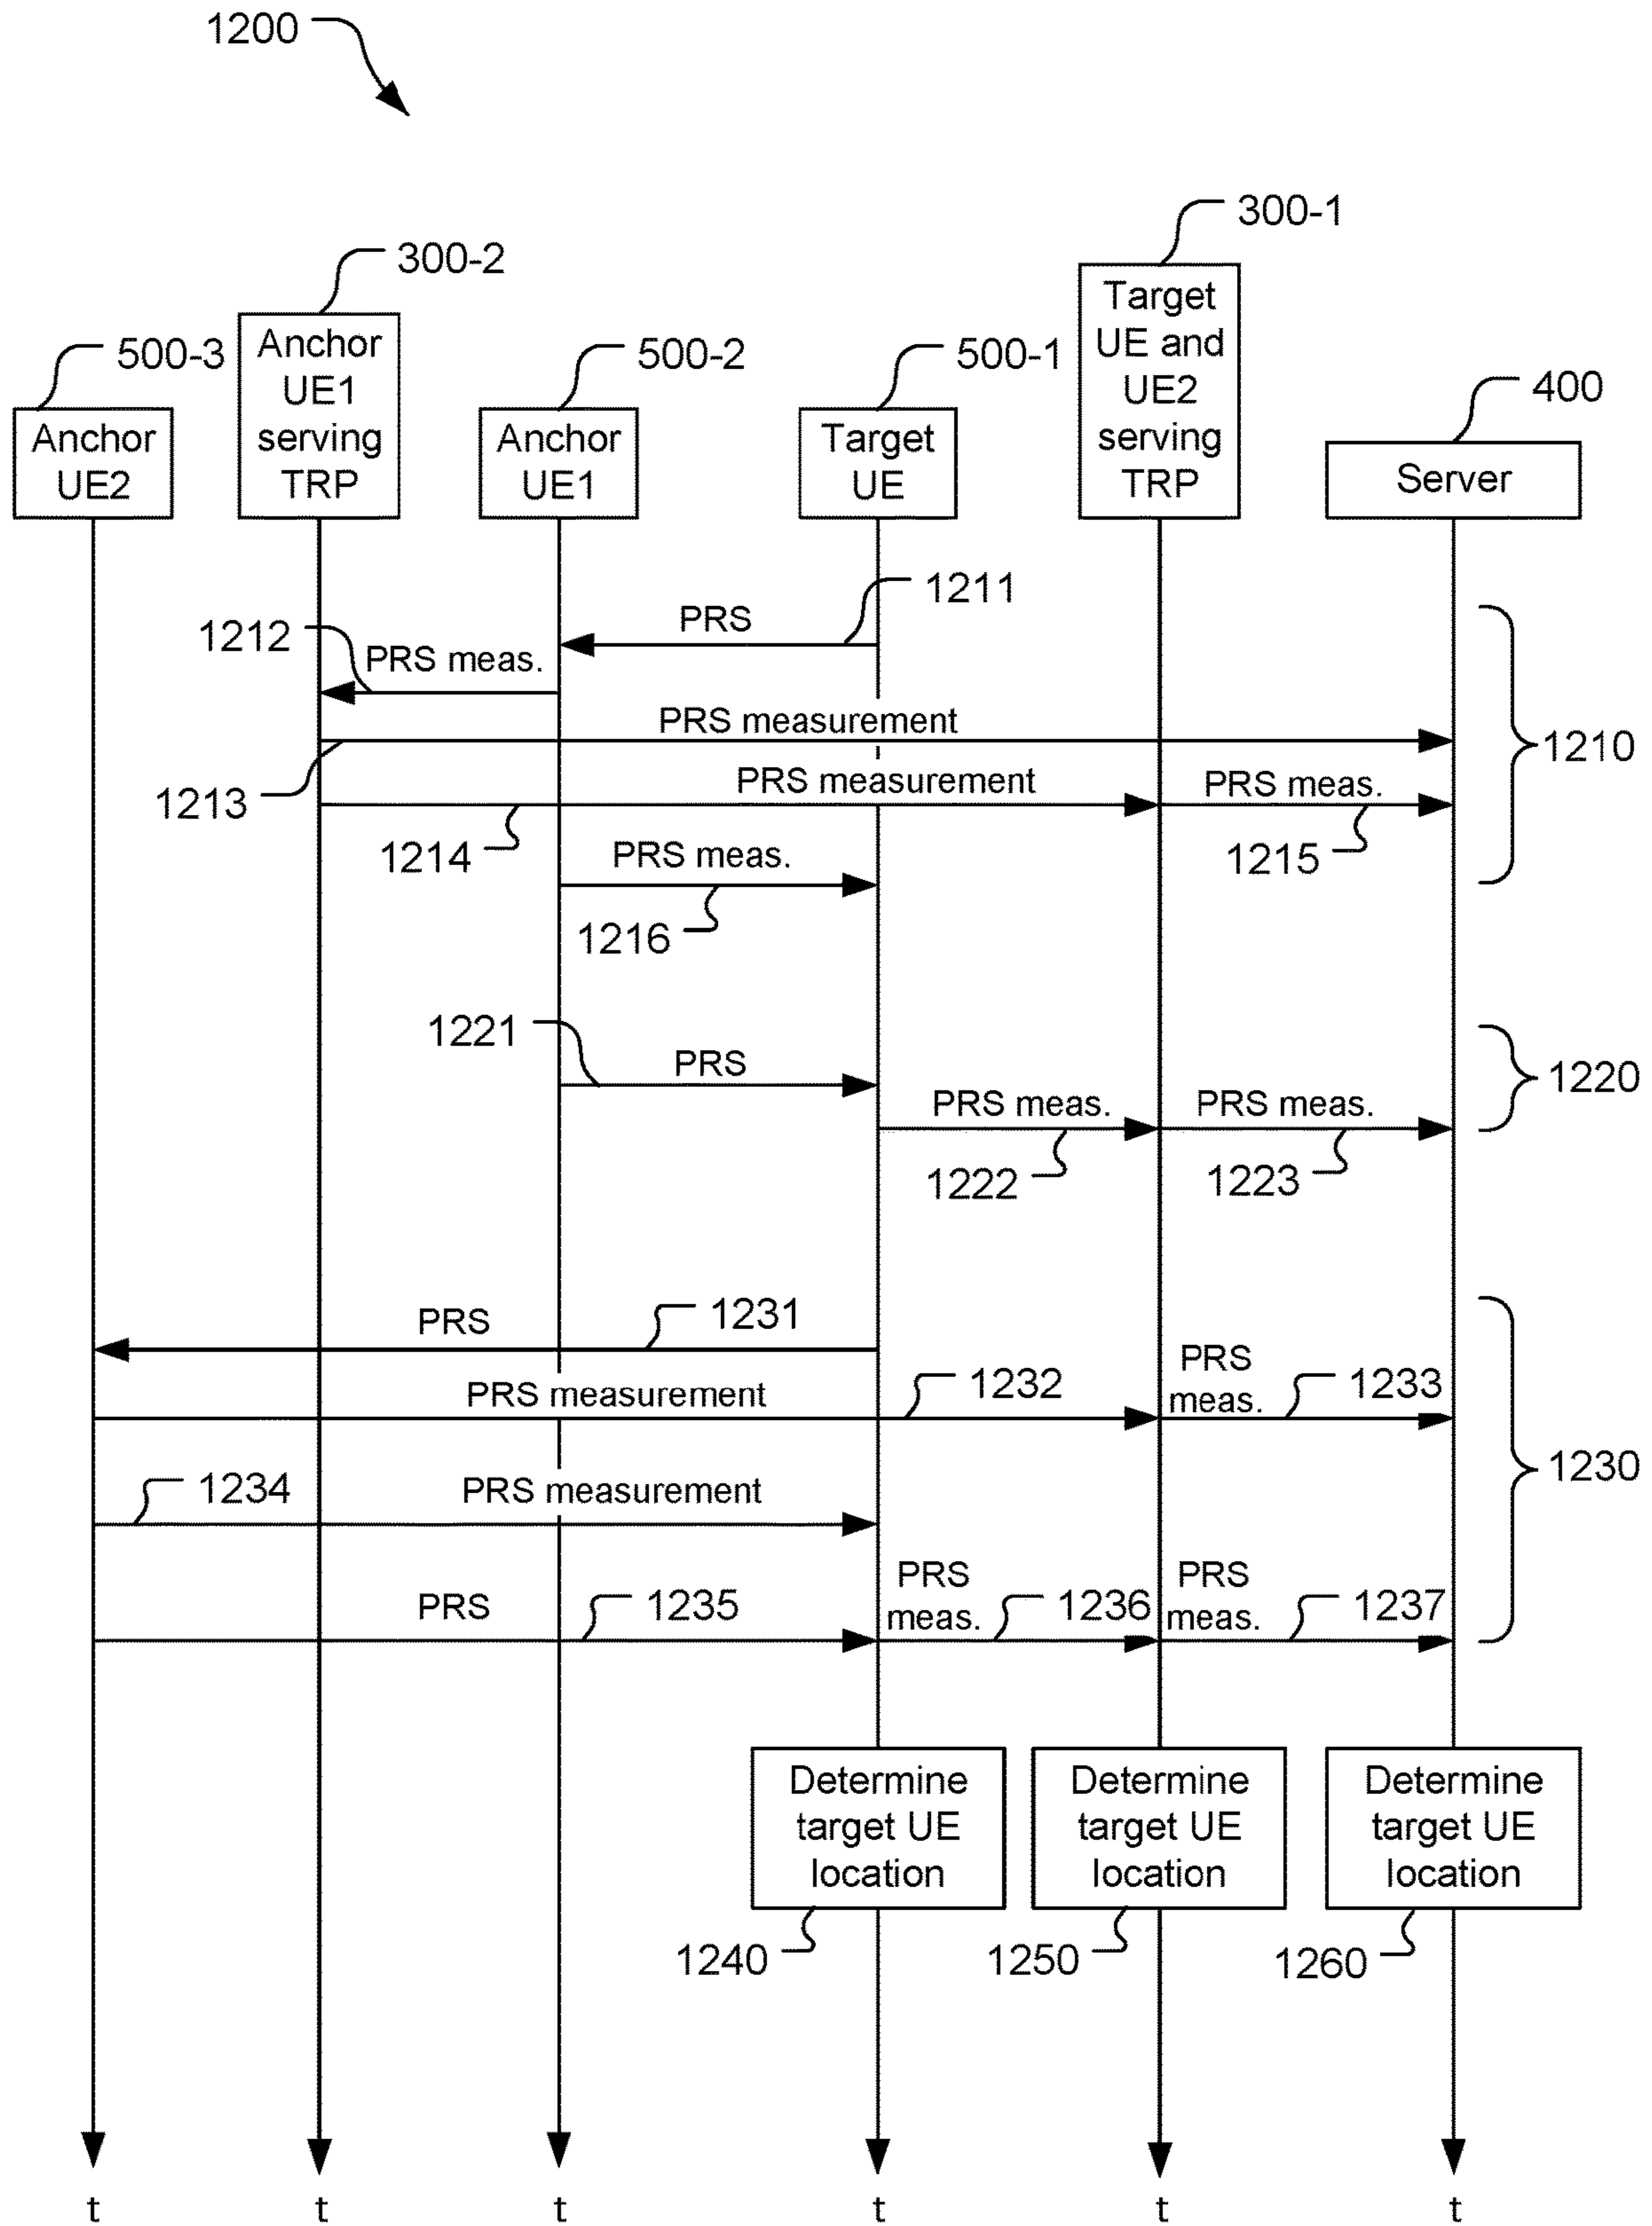 1200
300-1
300-2
500-3
500-2
500-1
400
Anchor
UE2
Anchor
UE1
serving
TRP
Anchor
UE1
Target
UE
Target
UE and
UE2
serving
TRP
Server
1211
PRS
1212
PRS meas.
PRS measurement
1210
1213
PRS measurement
PRS meas.
1214
1215
PRS meas.
1216
1221
PRS
1220
PRS meas.
PRS meas.
1222
1223
PRS
1231
PRS measurement
1232
PRS
meas.
1233
1230
1234
PRS measurement
PRS
1235
PRS
meas.
1236
PRS
meas.
1237
Determine
target UE
location
Determine
target UE
location
Determine
target UE
location
1240
1250
1260
t
t
t
t
t
t